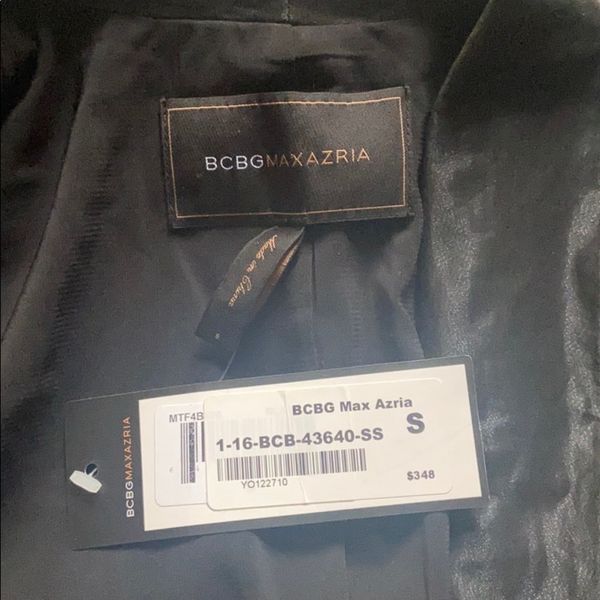 BCBGMAXAZRIA
Made in China
BCBGMAXAZRIA
MTF4B
BCBG Max Azria
1-16-BCB-43640-SS
S
YO122710
$348